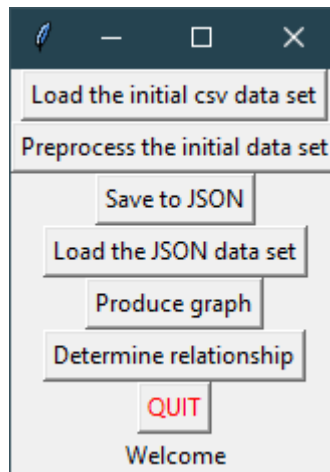 Load the initial csv data set
Preprocess the initial data set
Save to JSON
Load the JSON data set
Produce graph
Determine relationship
QUIT
Welcome